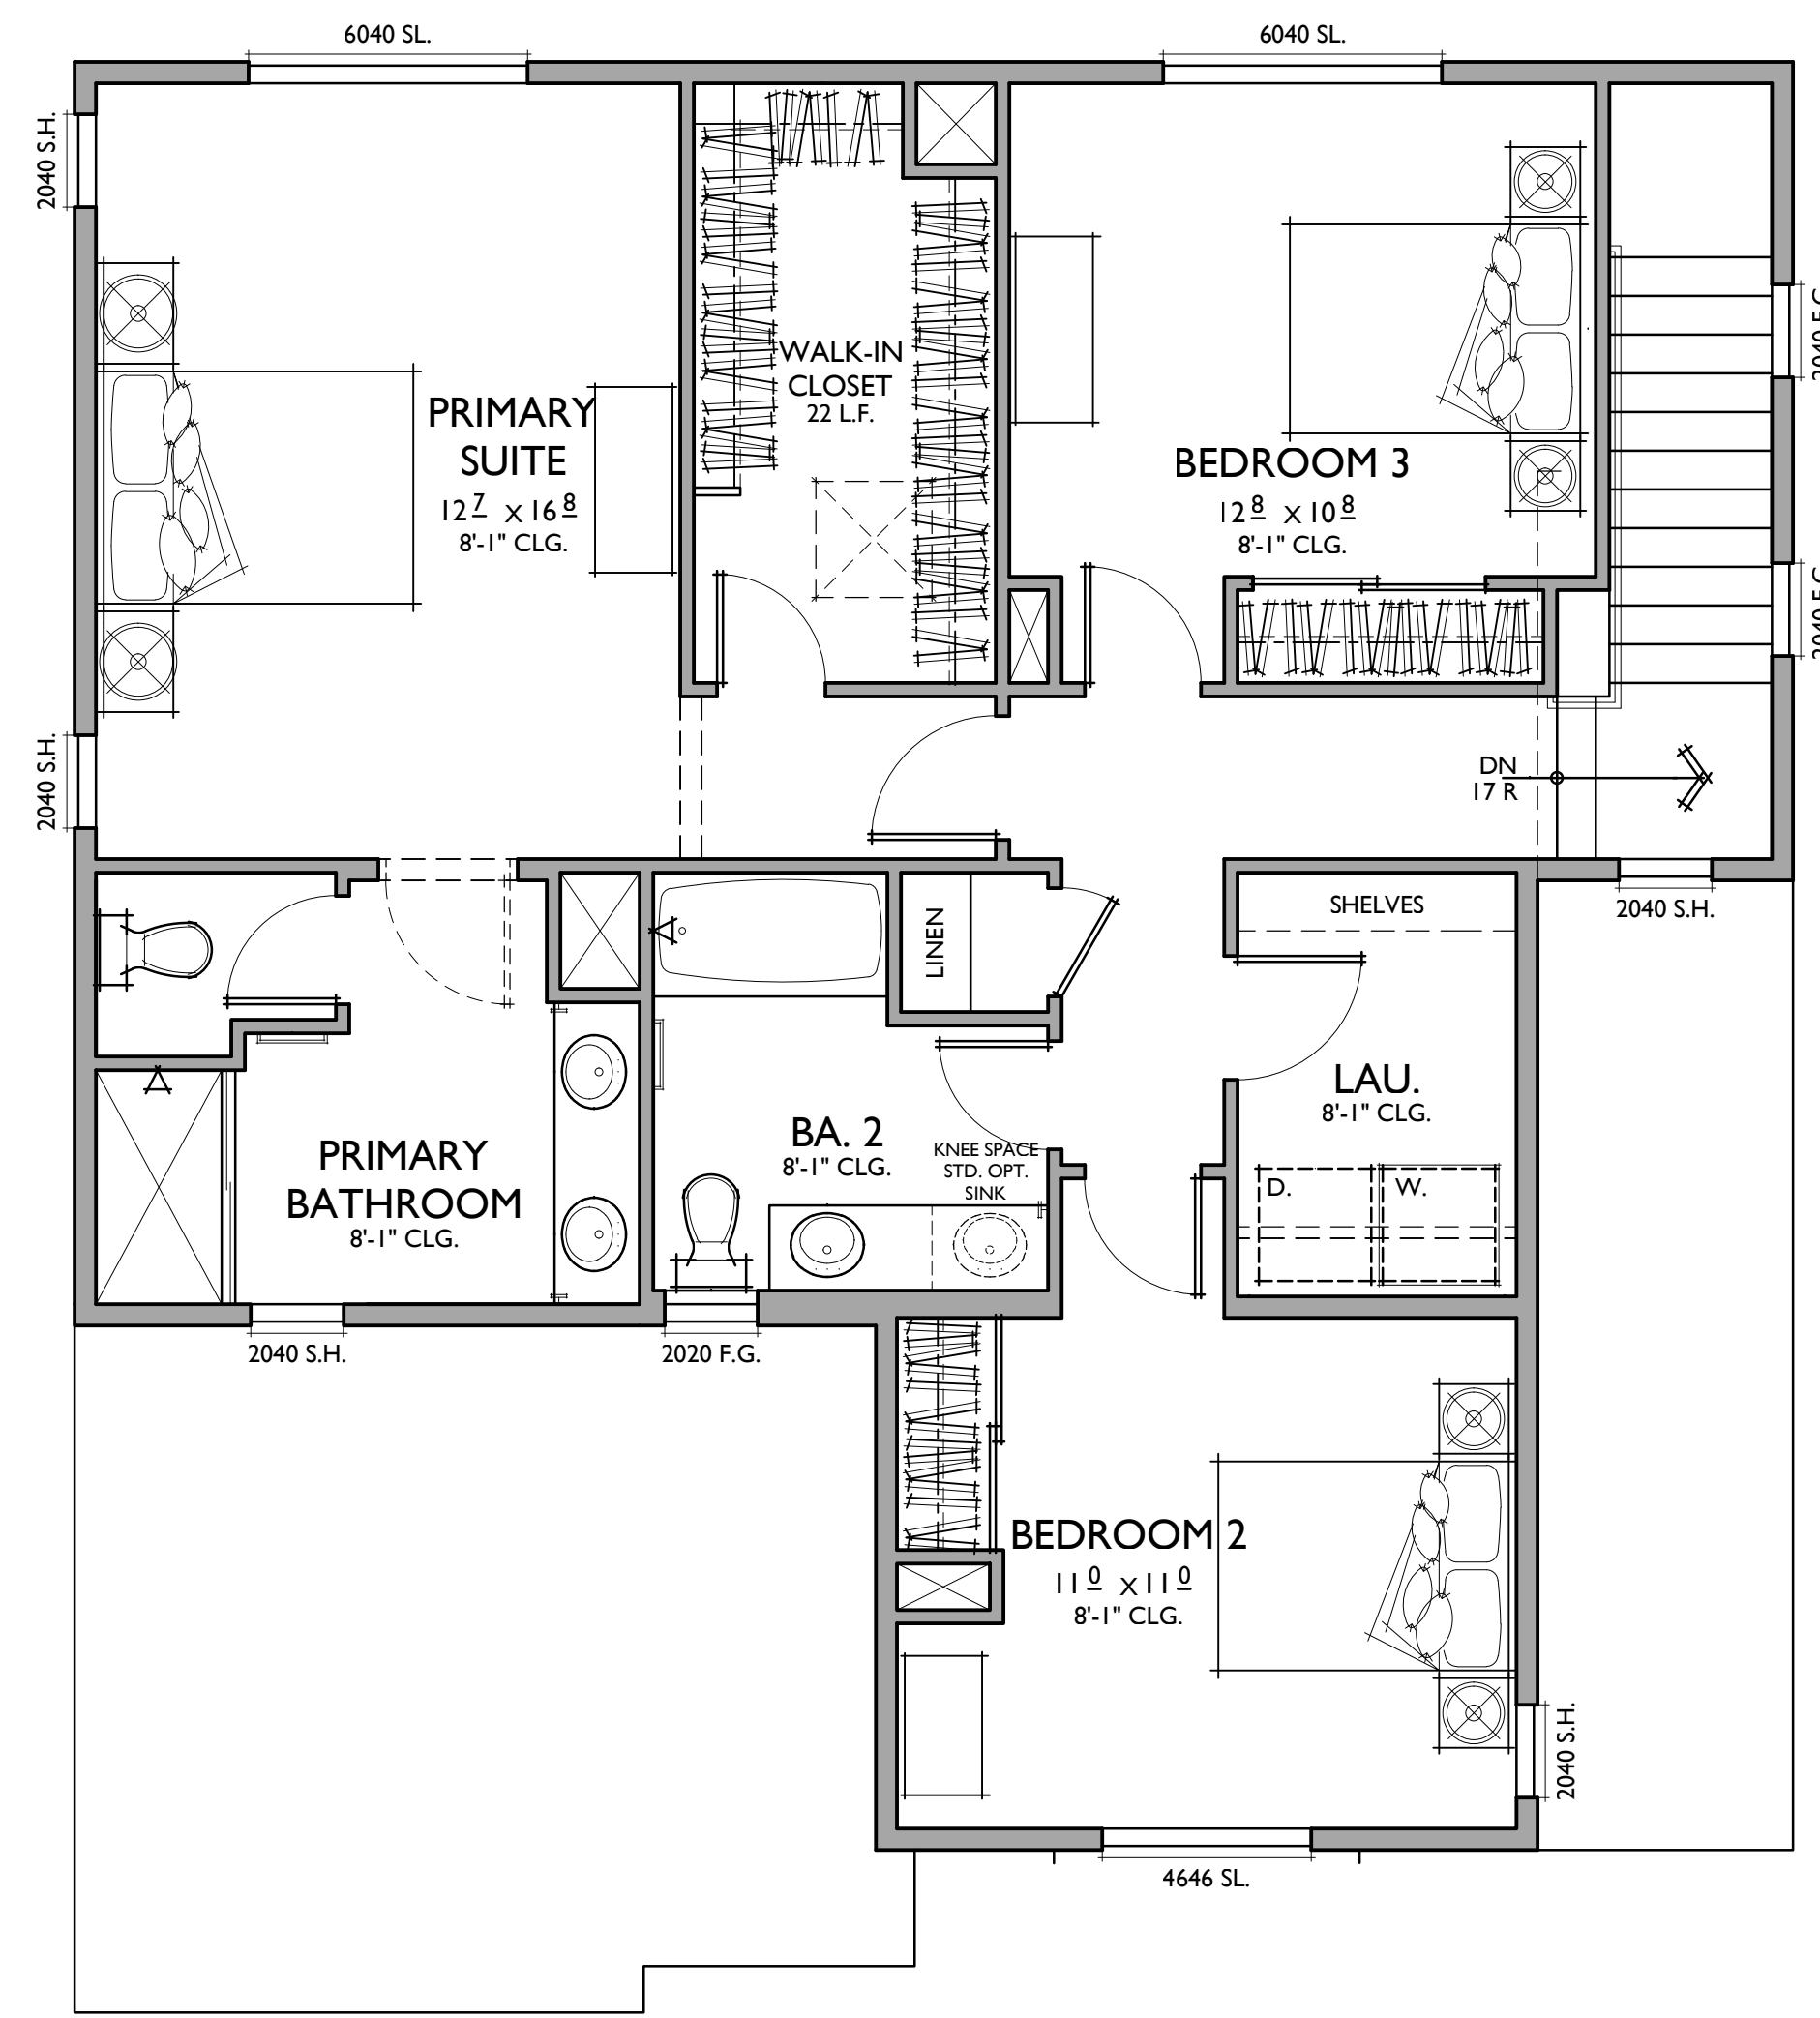 6040 SL.
6040 SL.
2040 S.H.
WALK-IN
CLOSET
22 L.F.
PRIMARY
SUITE
12 7 X 16 8
8'-1" CLG.
BEDROOM 3
12 8 X 10 8
8'-1" CLG.
2040 S.H.
DN
17 R
LINEN
SHELVES
2040 S.H.
LAU.
8'-1" CLG.
BA. 2
8'-1" CLG.
KNEE SPACE
STD. OPT.
SINK
PRIMARY
BATHROOM
8'-1" CLG.
D.
W.
2040 S.H.
2020 F.G.
BEDROOM 2
11 0 X 11 0
8'-1" CLG.
2040 S.H.
4646 SL.